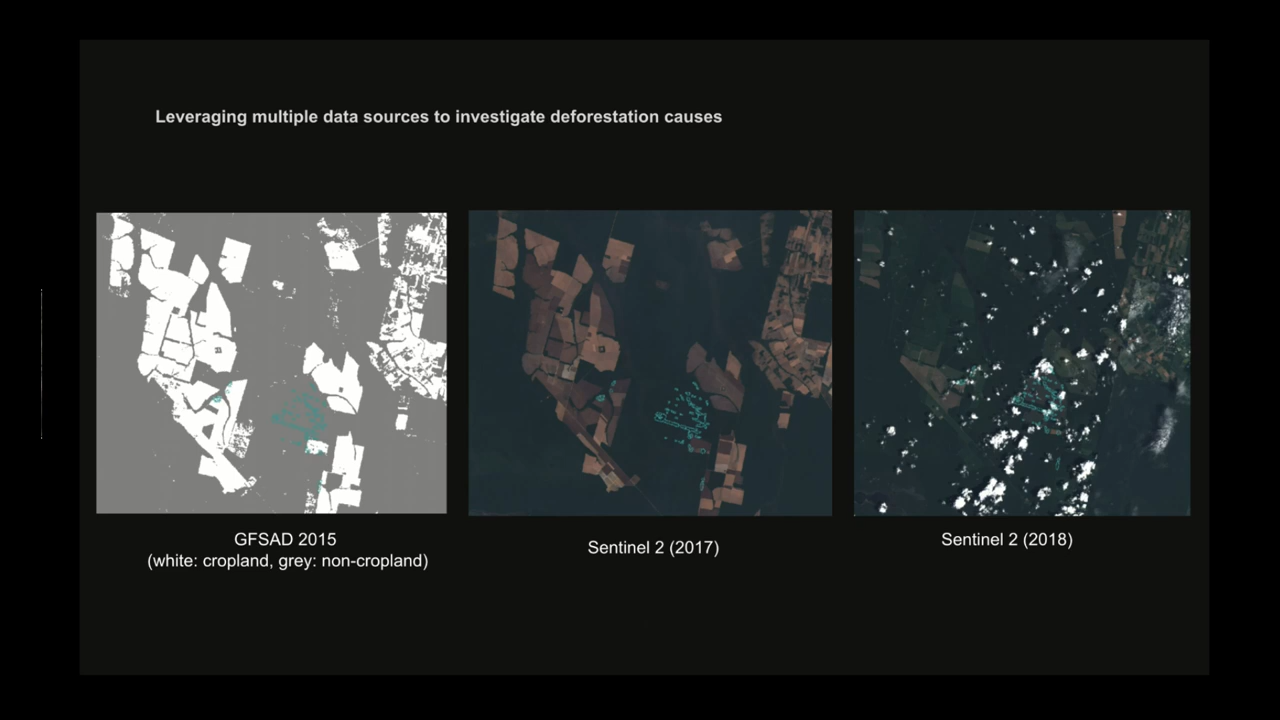 Leveraging multiple data sources to investigate deforestation causes
GFSAD 2015
(white: cropland, grey: non-cropland)
Sentinel 2 (2017)
Sentinel 2 (2018)